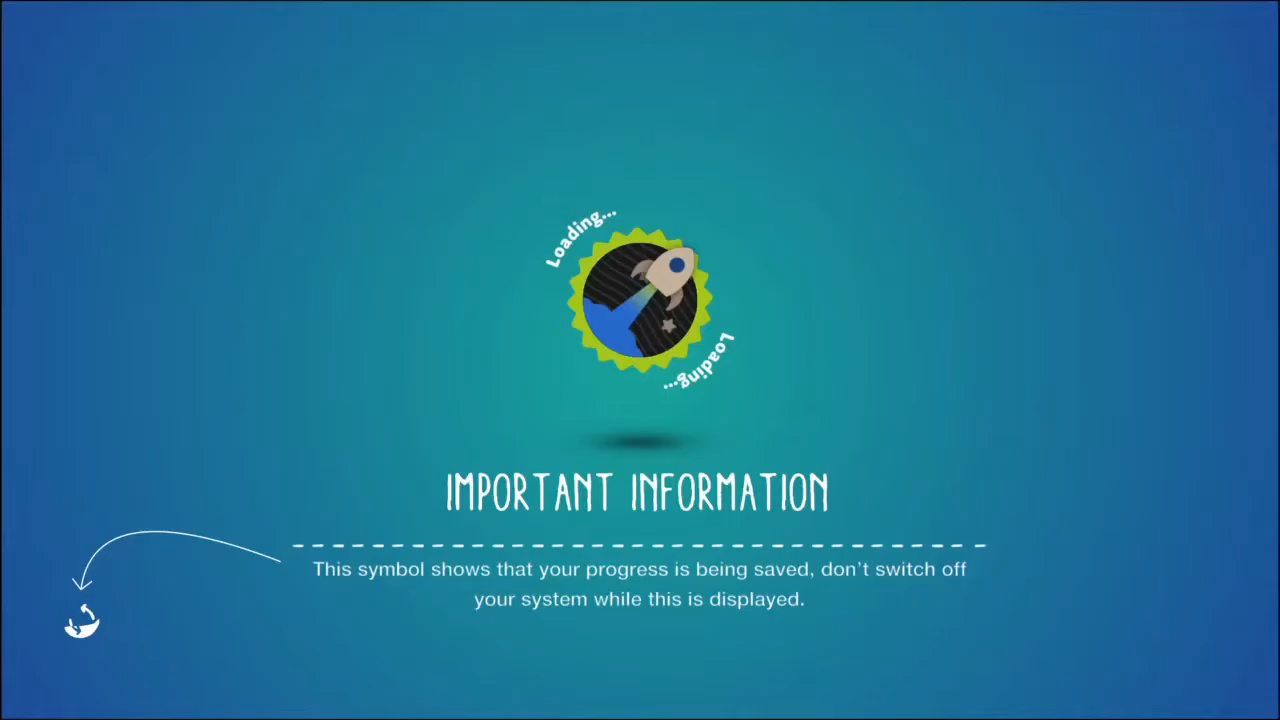 Loading...
Loading...
IMPORTANT INFORMATION
This symbol shows that your progress is being saved, don't switch off
your system while this is displayed.